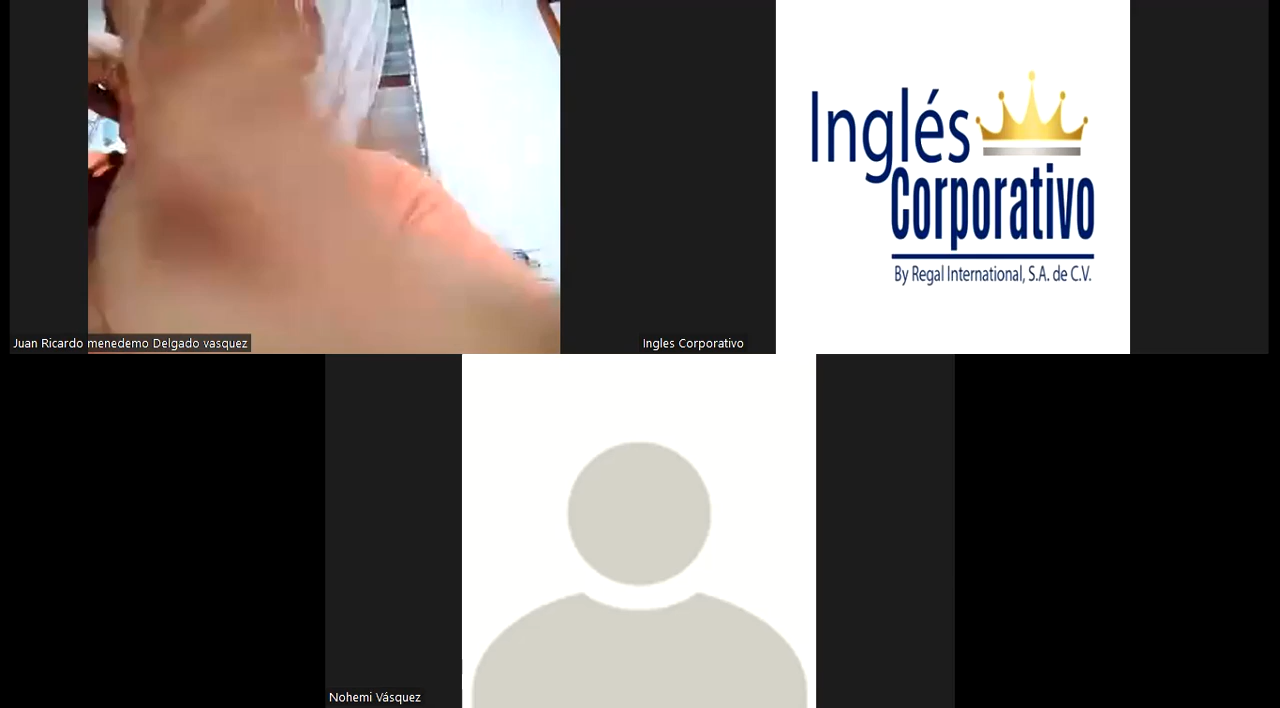 Inglés
Corporativo
By Regal International, S.A. de C.V.
Juan Ricardo menedemo Delgado vasquez
Ingles Corporativo
Nohemi Vásquez